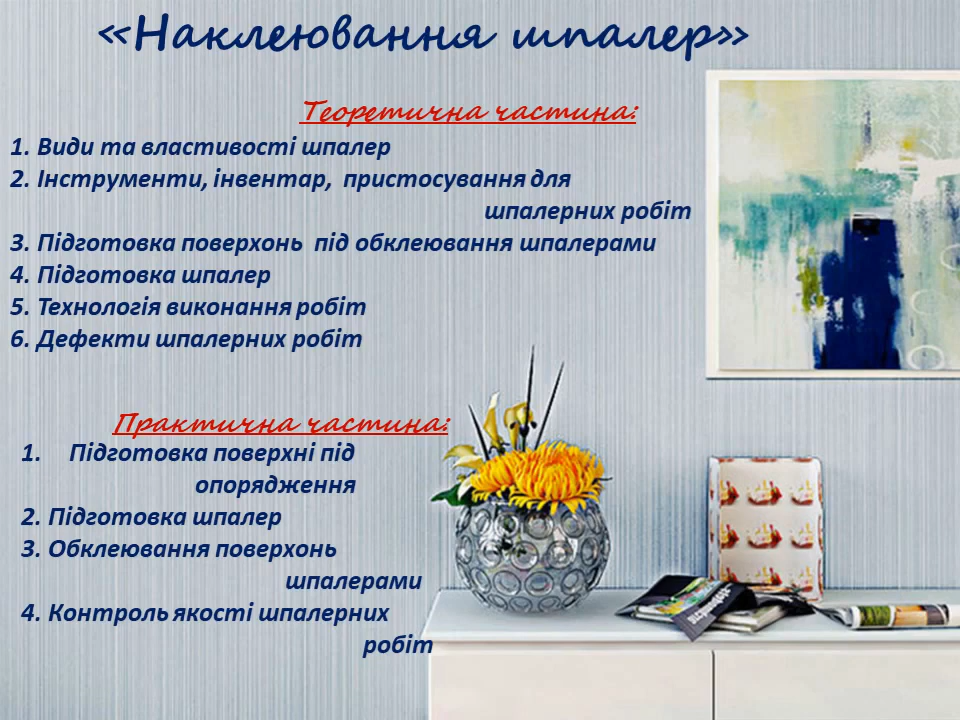 «Наклеювання шпалер»
Теоретична частина:
1. Види та властивості шпалер
2. Інструменти, інвентар, пристосування для
шпалерних робіт
3. Підготовка поверхонь під обклеювання шпалерами
4. Підготовка шпалер
5. Технологія виконання робіт
6. Дефекти шпалерних робіт
Практична частина:
1. Підготовка поверхні під
опорядження
2. Підготовка шпалер
3. Обклеювання поверхонь
шпалерами
4. Контроль якості шпалерних
робіт